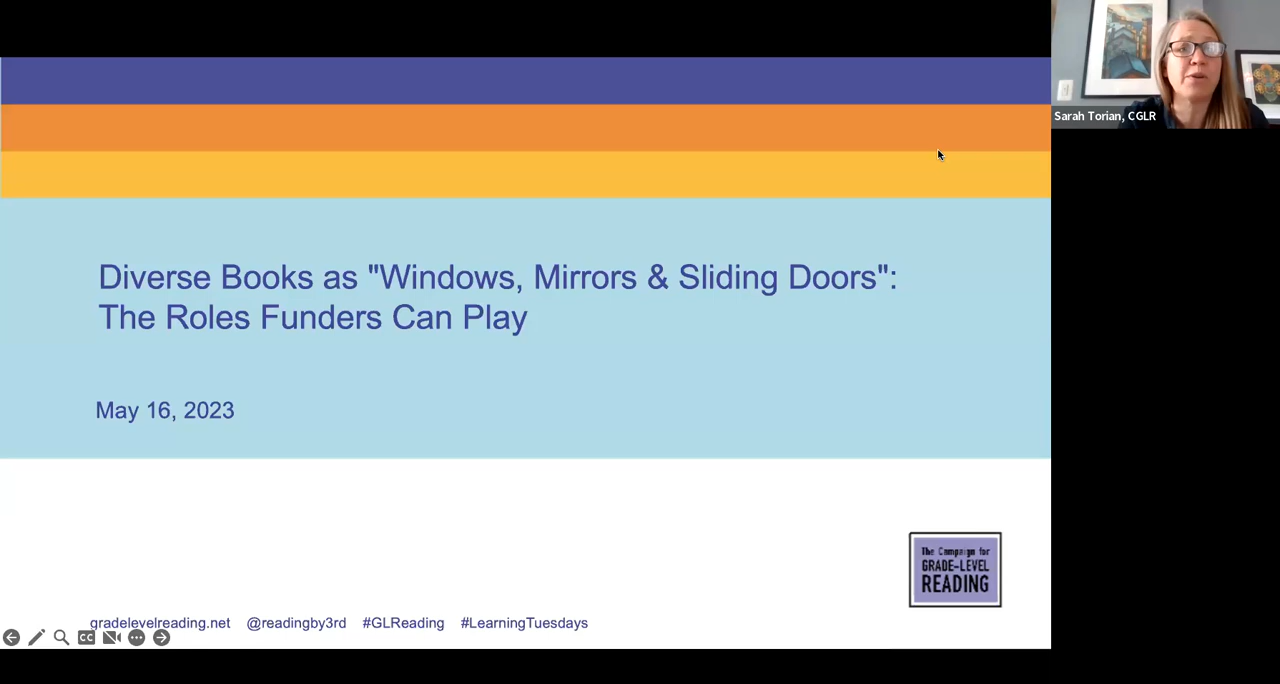 Sarah Torian, CGLR
Diverse Books as "Windows, Mirrors & Sliding Doors":
The Roles Funders Can Play
May 16, 2023
The Campaign for
GRADE-LEVEL
READING
gradelevelreading.net @readingby3rd #GLReading #LearningTuesdays
CC